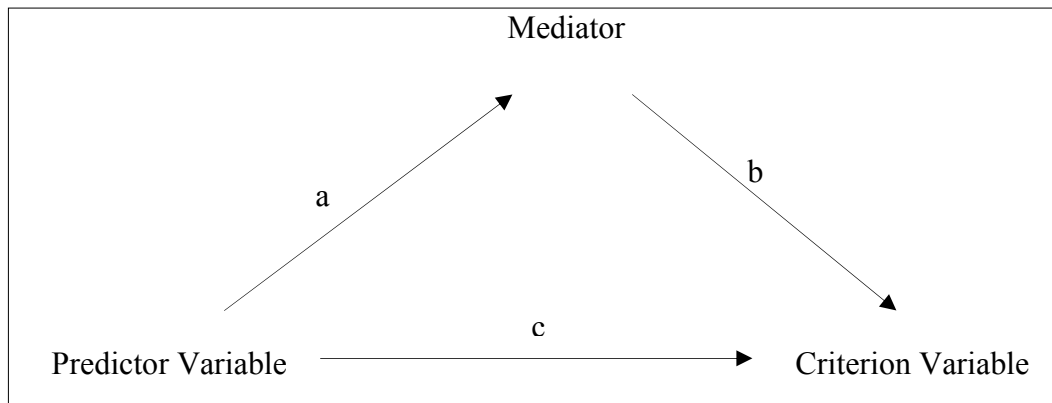 Mediator
a
b
c
Predictor Variable
Criterion Variable